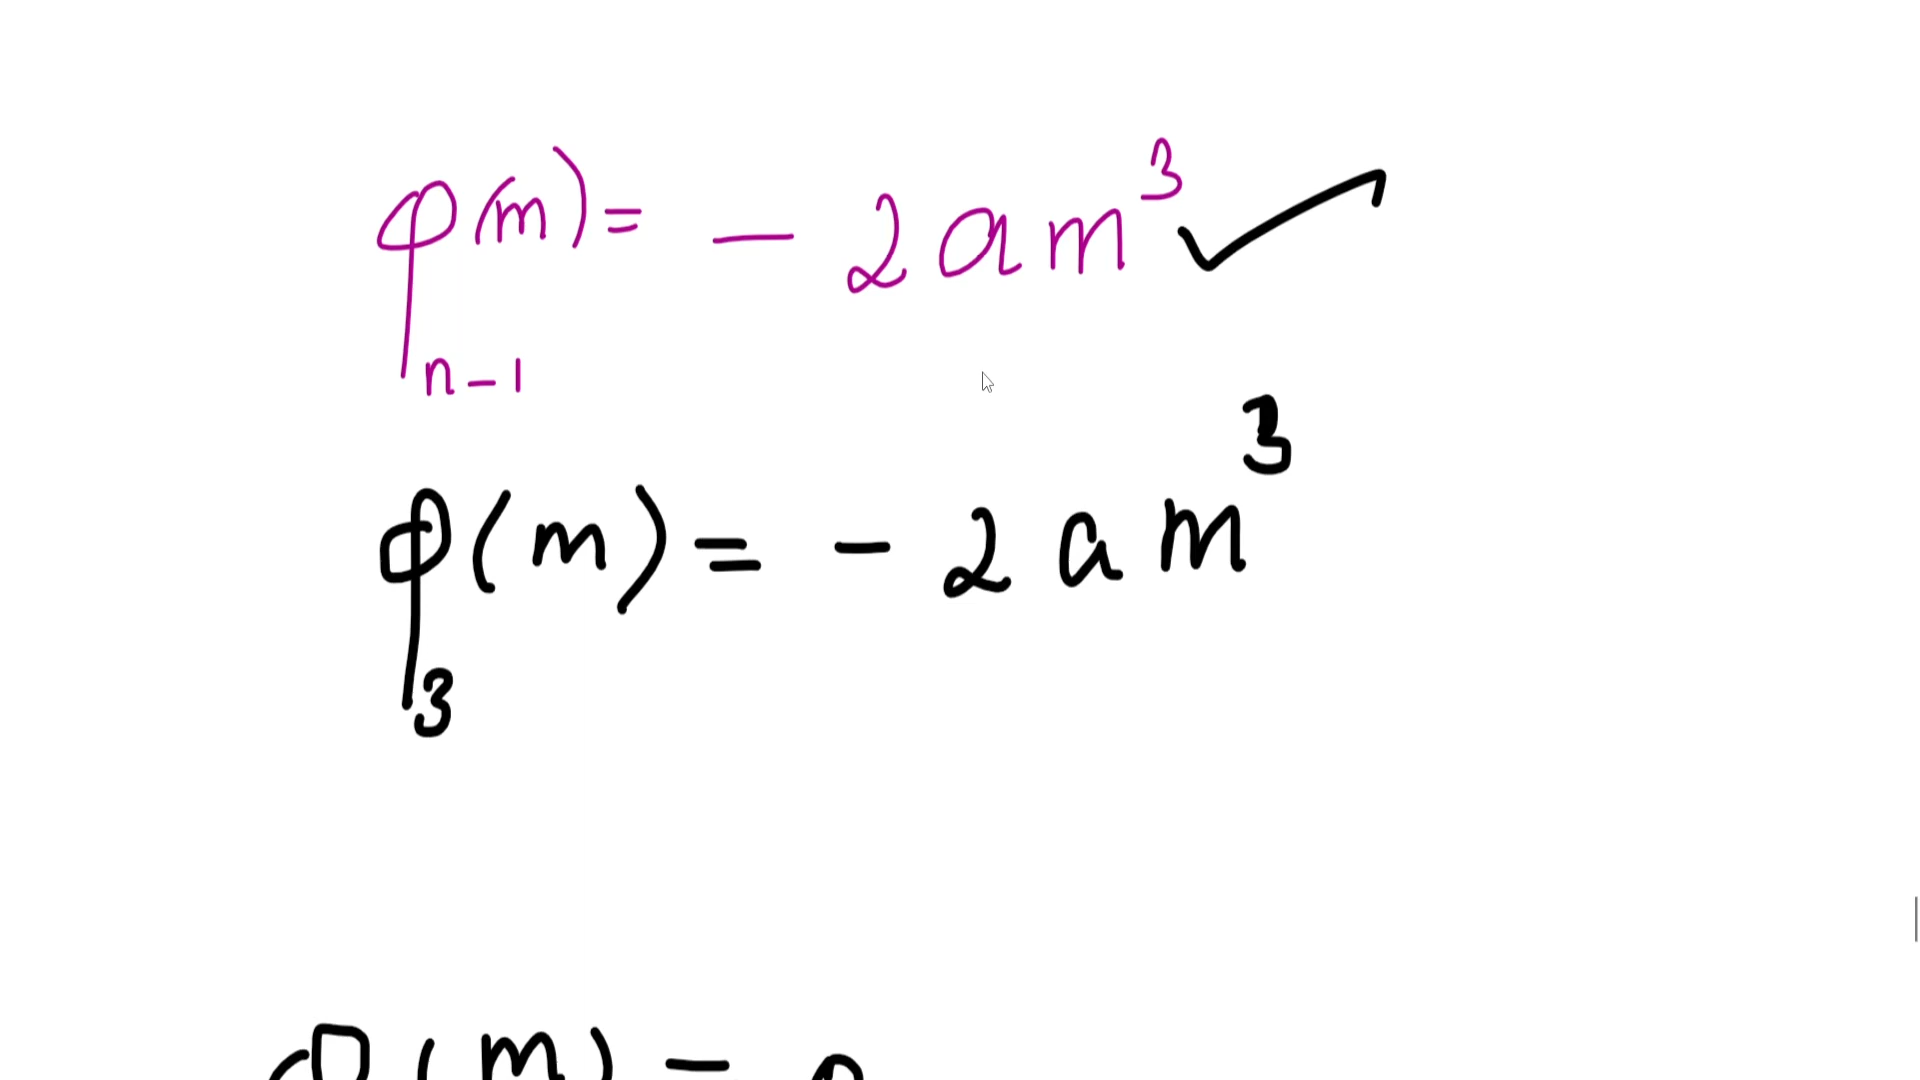 φ(m) = - 2am³ ✓
n-1
φ(m) = - 2am³
3